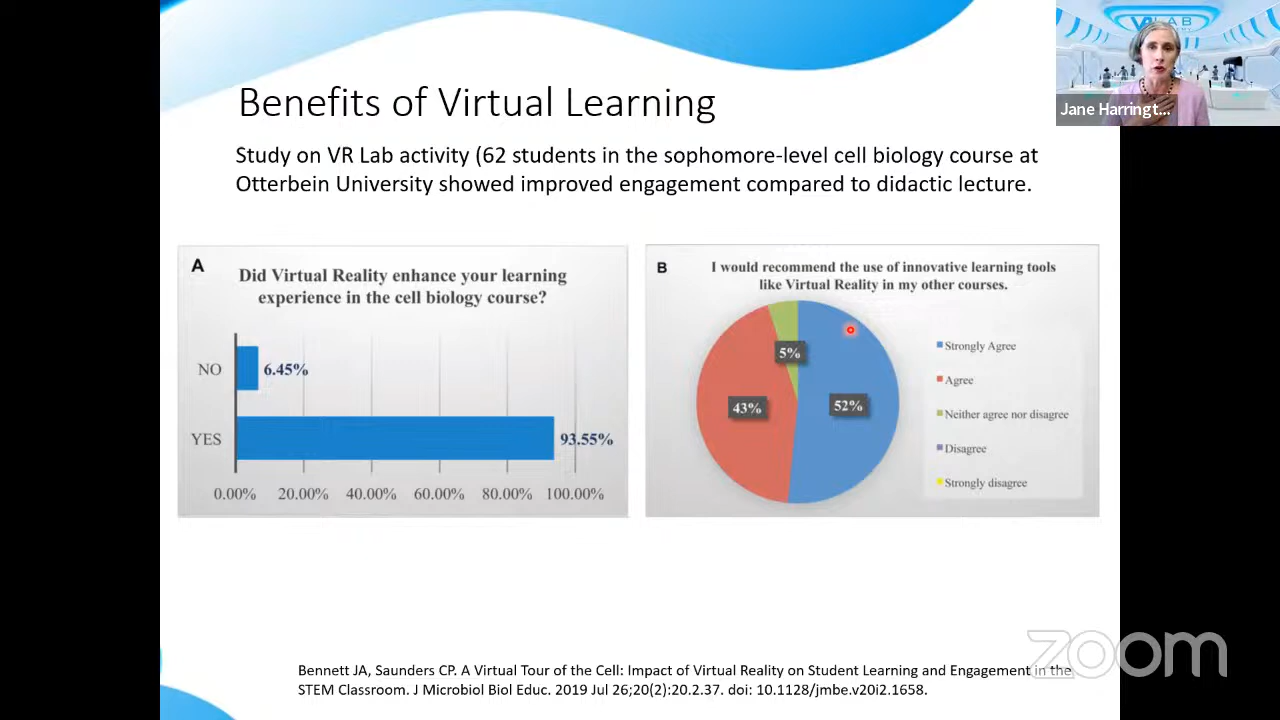 VLAB
Jane Harringt...
Benefits of Virtual Learning
Study on VR Lab activity (62 students in the sophomore-level cell biology course at
Otterbein University showed improved engagement compared to didactic lecture.
A
Did Virtual Reality enhance your learning
experience in the cell biology course?
NO
6.45%
YES
93.55%
0.00% 20.00% 40.00% 60.00% 80.00% 100.00%
B
I would recommend the use of innovative learning tools
like Virtual Reality in my other courses.
5%
43%
52%
Strongly Agree
Agree
Neither agree nor disagree
Disagree
Strongly disagree
Bennett JA, Saunders CP. A Virtual Tour of the Cell: Impact of Virtual Reality on Student Learning and Engagement in the
STEM Classroom. J Microbiol Biol Educ. 2019 Jul 26;20(2):20.2.37. doi: 10.1128/jmbe.v20i2.1658.
zoom